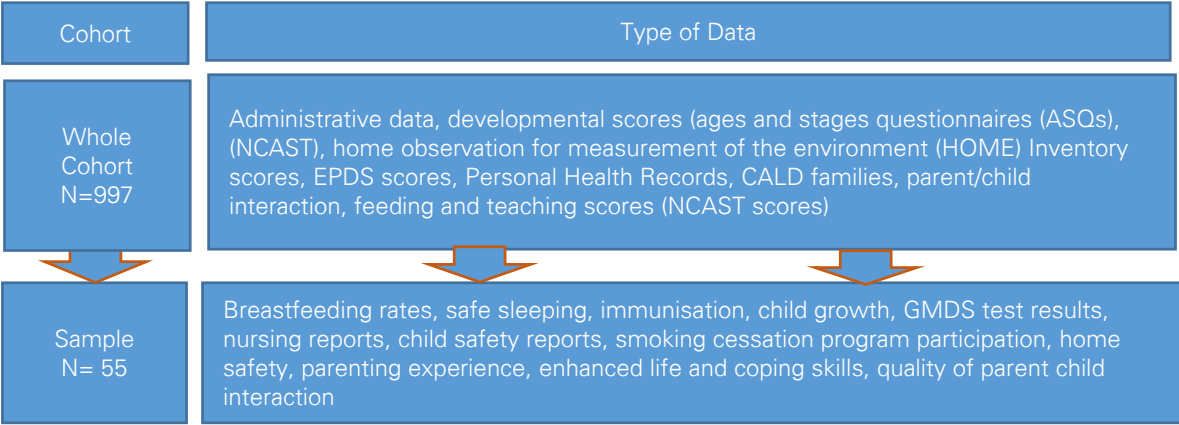 Cohort
Type of Data
Whole
Cohort
N=997
Administrative data, developmental scores (ages and stages questionnaires (ASQs),
(NCAST), home observation for measurement of the environment (HOME) Inventory
scores, EPDS scores, Personal Health Records, CALD families, parent/child
interaction, feeding and teaching scores (NCAST scores)
Sample
N= 55
Breastfeeding rates, safe sleeping, immunisation, child growth, GMDS test results,
nursing reports, child safety reports, smoking cessation program participation, home
safety, parenting experience, enhanced life and coping skills, quality of parent child
interaction